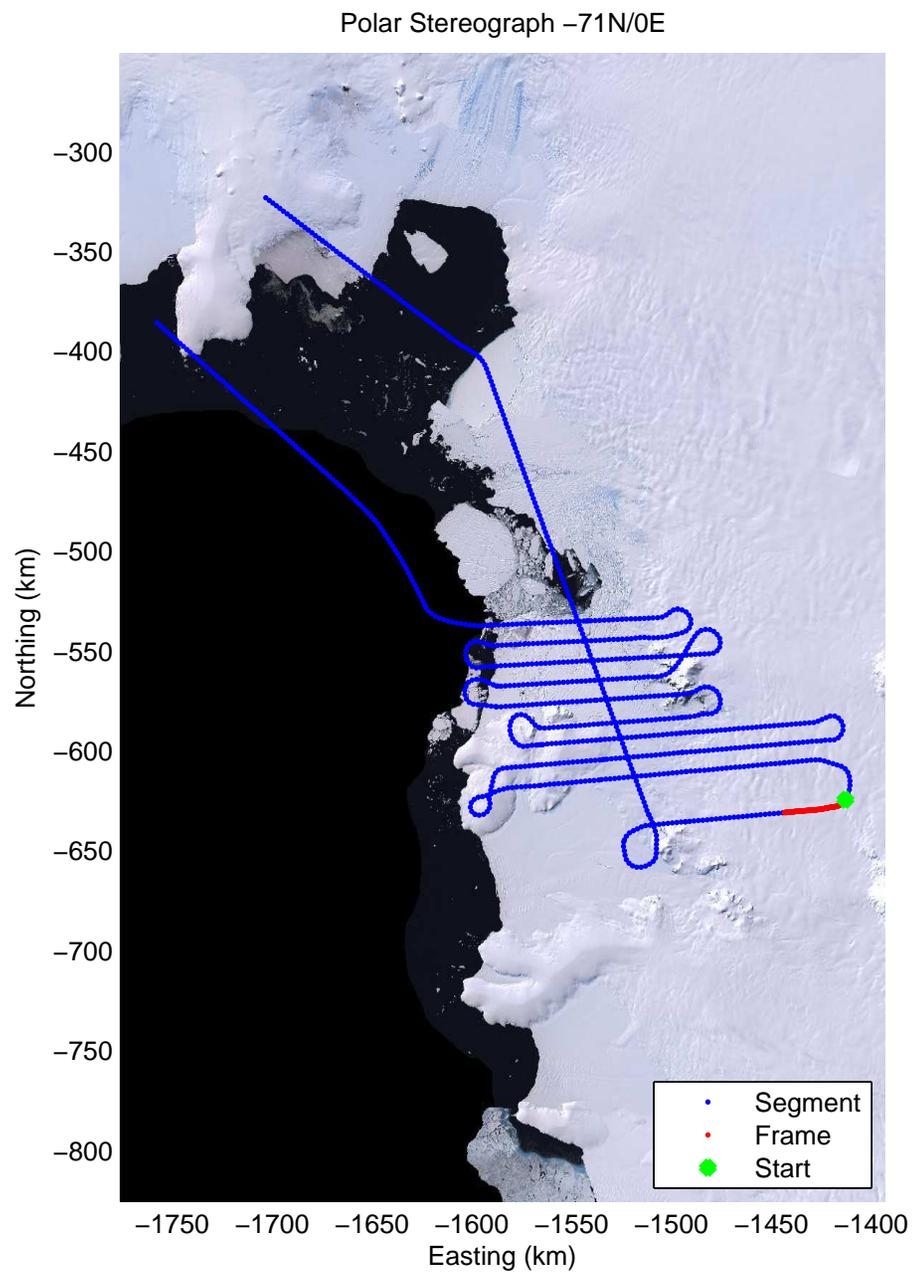 Polar Stereograph −71N/0E
−300
−350
−400
−450
−500
−550
−600
−650
−700
−750
−800
Northing (km)
Segment
Frame
Start
−1750 −1700 −1650 −1600 −1550 −1500 −1450 −1400
Easting (km)